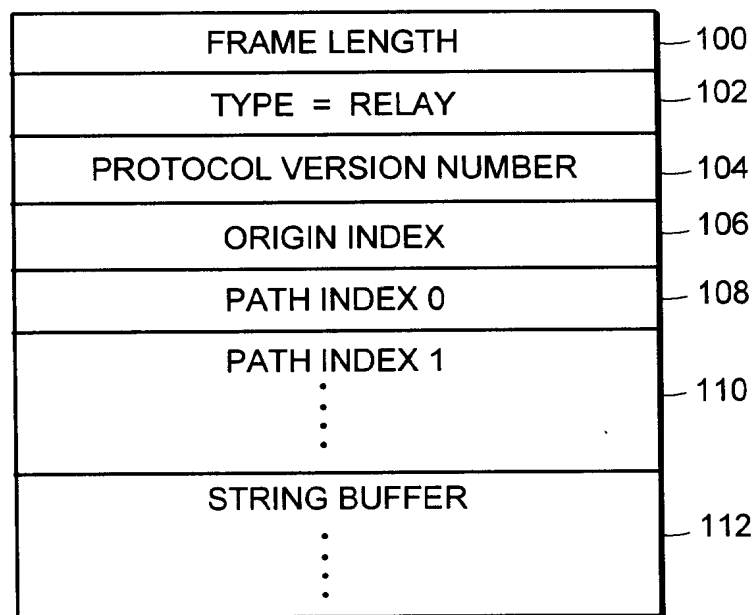 FRAME LENGTH 100
TYPE = RELAY 102
PROTOCOL VERSION NUMBER 104
ORIGIN INDEX 106
PATH INDEX 0 108
PATH INDEX 1
110
STRING BUFFER
112